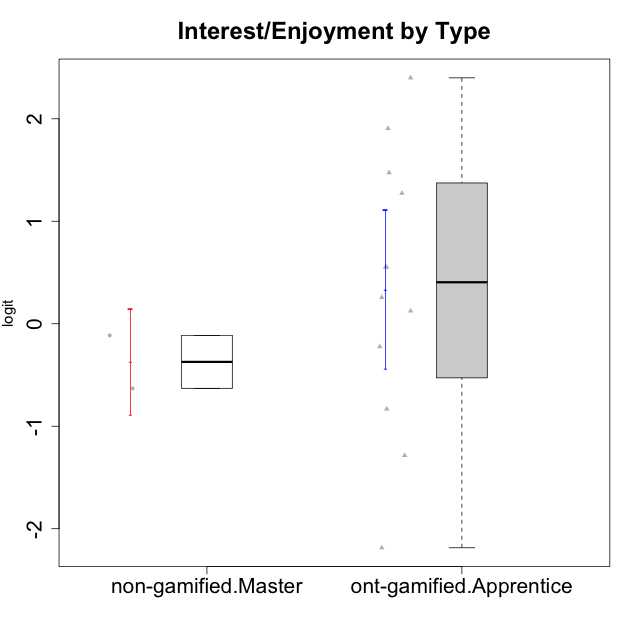 Interest/Enjoyment by Type
logit
2
1
0
-1
-2
non-gamified.Master
ont-gamified.Apprentice